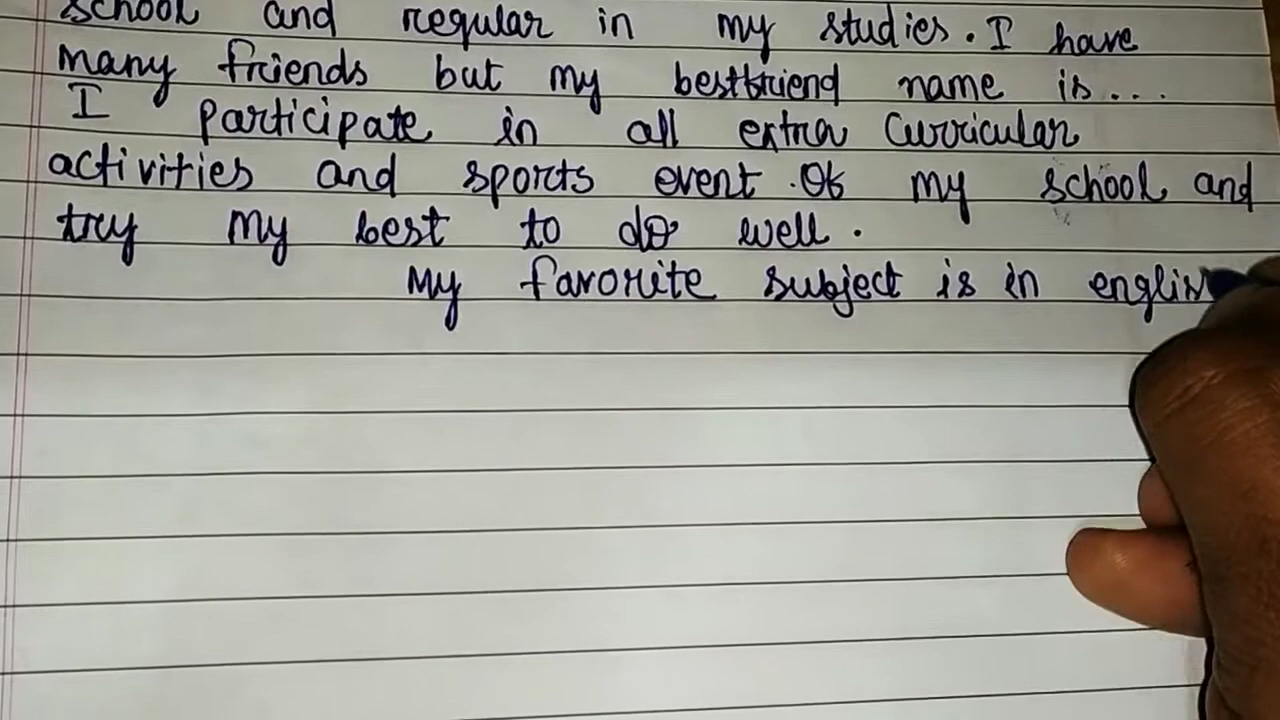 school and regular in my studies. I have
many friends but my bestfriend name is...
I participate in all extra curricular
activities and sports event. Of my school and
try my best to do well.
My favorite subject is in englis